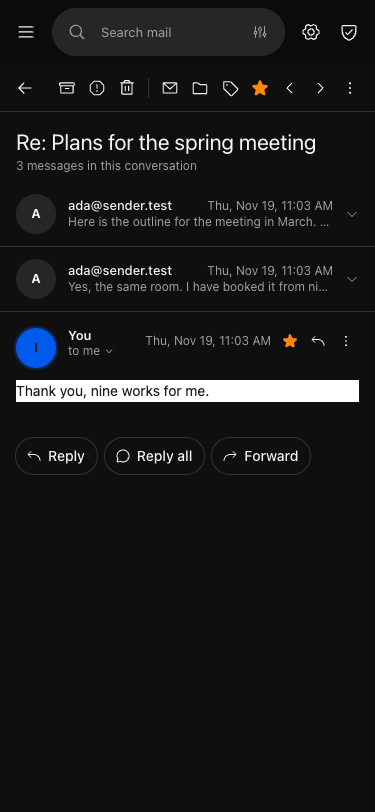 Search mail
Re: Plans for the spring meeting
3 messages in this conversation
A
ada@sender.test
Thu, Nov 19, 11:03 AM
Here is the outline for the meeting in March. ...
A
ada@sender.test
Thu, Nov 19, 11:03 AM
Yes, the same room. I have booked it from ni...
I
You
Thu, Nov 19, 11:03 AM
to me
Thank you, nine works for me.
Reply
Reply all
Forward